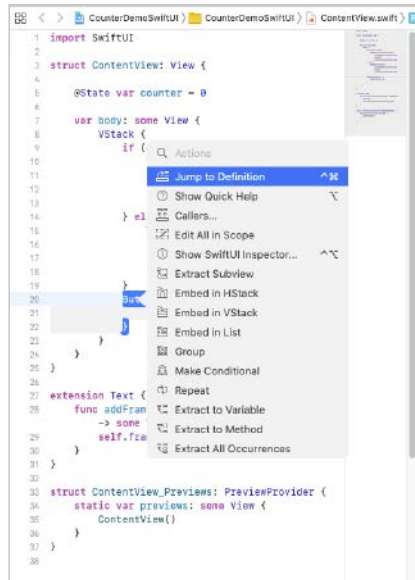 CounterDemoSwiftUI 〉 CounterDemoSwiftUI 〉 ContentView.swift 〉
1 import SwiftUI
2
3 struct ContentView: View {
4
5 @State var counter = 0
6
7 var body: some View {
8 VStack {
9 if (
10 Actions
11 Jump to Definition ^⌘
12 Show Quick Help ⌥
13 Callers...
14 } el
15 Edit All in Scope
16
17 Show SwiftUI Inspector... ^⌥
18 Extract Subview
19 }
Embed in HStack
20 But
21 Embed in VStack
22 }
Embed in List
23 }
24 }
Group
25 }
Make Conditional
26
Repeat
27 extension Text {
28 func addFram
Extract to Variable
-> some
Extract to Method
29 self.fra
30 }
Extract All Occurrences
31 }
32
33 struct ContentView_Previews: PreviewProvider {
34 static var previews: some View {
35 ContentView()
36 }
37 }
38